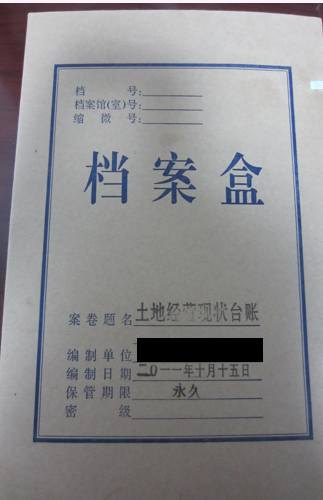 档号:
档案馆(室)号:
缩微号:
档案盒
案卷题名 土地经营现状台账
编制单位
编制日期 二0一一年十月十五日
保管期限 永久
密级